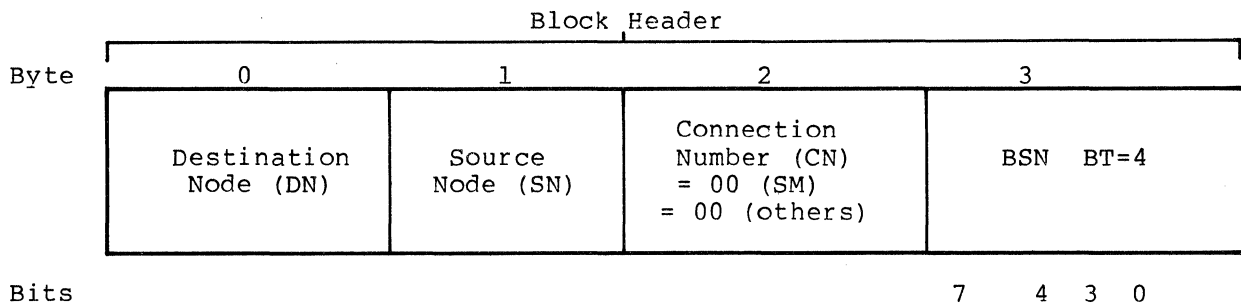 Block Header
Byte 0 1 2 3
Destination Node (DN)
Source Node (SN)
Connection Number (CN) = 00 (SM) = 00 (others)
BSN BT=4
Bits 7 4 3 0